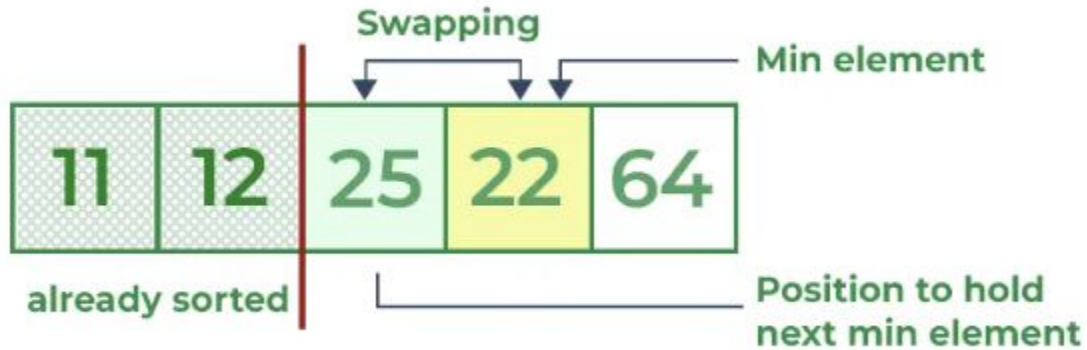 Swapping
Min element
11 12 25 22 64
already sorted
Position to hold
next min element